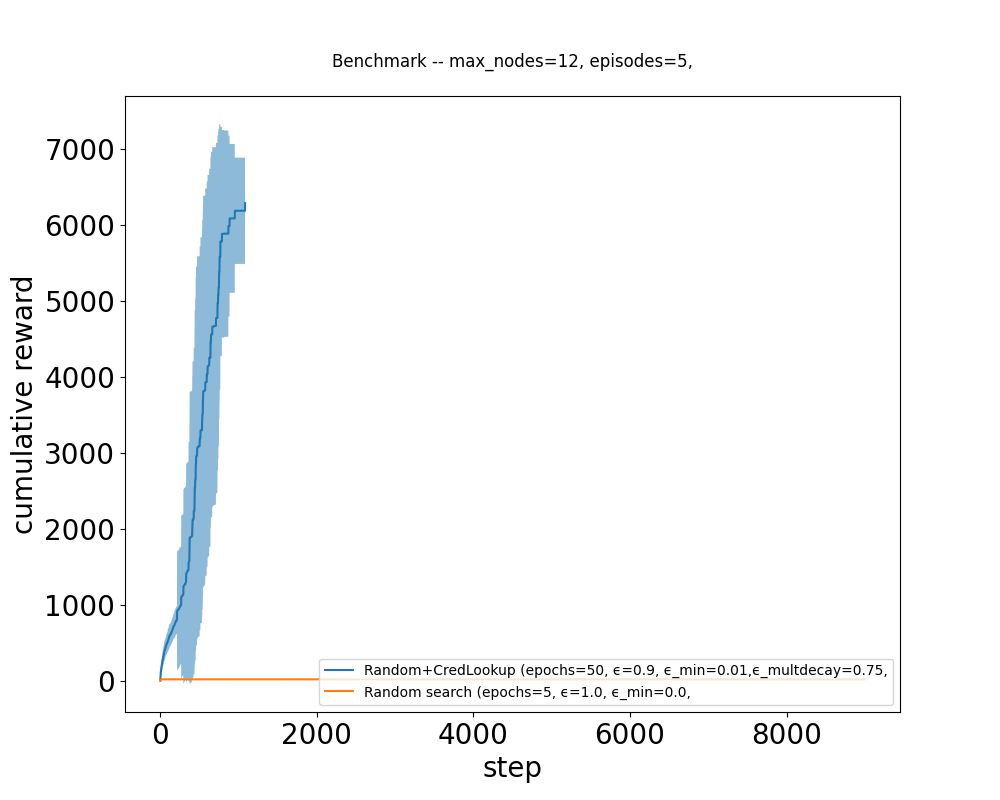 Benchmark -- max_nodes=12, episodes=5,
7000
6000
5000
4000
3000
2000
1000
0
cumulative reward
Random+CredLookup (epochs=50, ϵ=0.9, ϵ_min=0.01,ϵ_multdecay=0.75,
Random search (epochs=5, ϵ=1.0, ϵ_min=0.0,
0 2000 4000 6000 8000
step